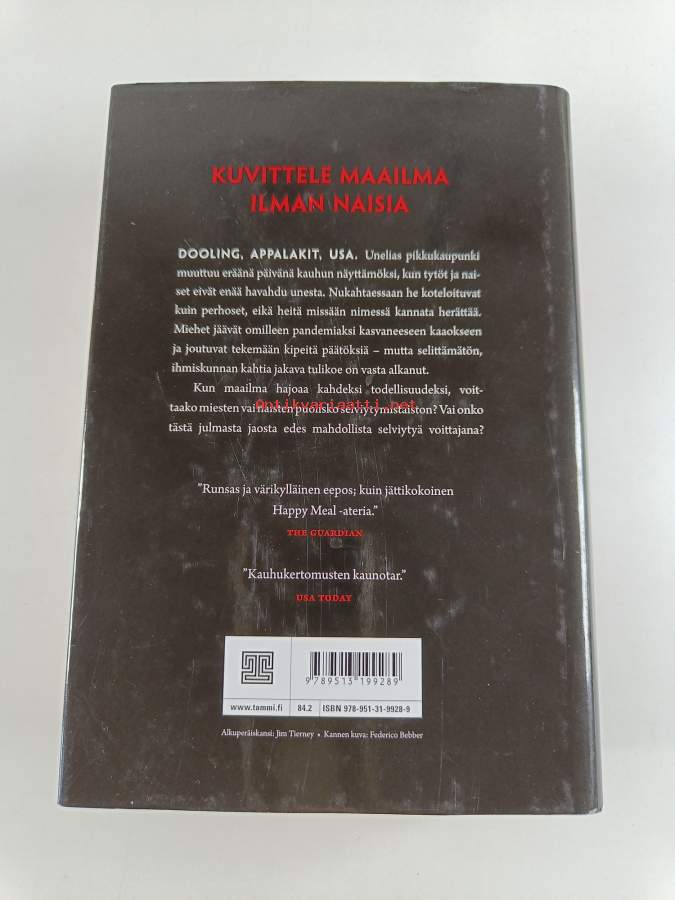 KUVITTELE MAAILMA
ILMAN NAISIA
DOOLING, APPALAKIT, USA. Unelias pikkukaupunki
muuttuu eräänä päivänä kauhun näyttämöksi, kun tytöt ja nai-
set eivät enää havahdu unesta. Nukahtaessaan he koteloituvat
kuin perhoset, eikä heitä missään nimessä kannata herättää.
Miehet jäävät omilleen pandemiaksi kasvaneeseen kaaokseen
ja joutuvat tekemään kipeitä päätöksiä – mutta selittämätön,
ihmiskunnan kahtia jakava tulikoe on vasta alkanut.
Kun maailma hajoaa kahdeksi todellisuudeksi, voit-
taako miesten vai naisten puolisko selviytymistaiston? Vai onko
Antikvariaatti.net
tästä julmasta jaosta edes mahdollista selviytyä voittajana?
"Runsas ja värikylläinen eepos; kuin jättikokoinen
Happy Meal -ateria."
THE GUARDIAN
"Kauhukertomusten kaunotar."
USA TODAY
9789513199289
www.tammi.fi 84.2 ISBN 978-951-31-9928-9
Alkuperäiskansi: Jim Tierney • Kannen kuva: Federico Bebber